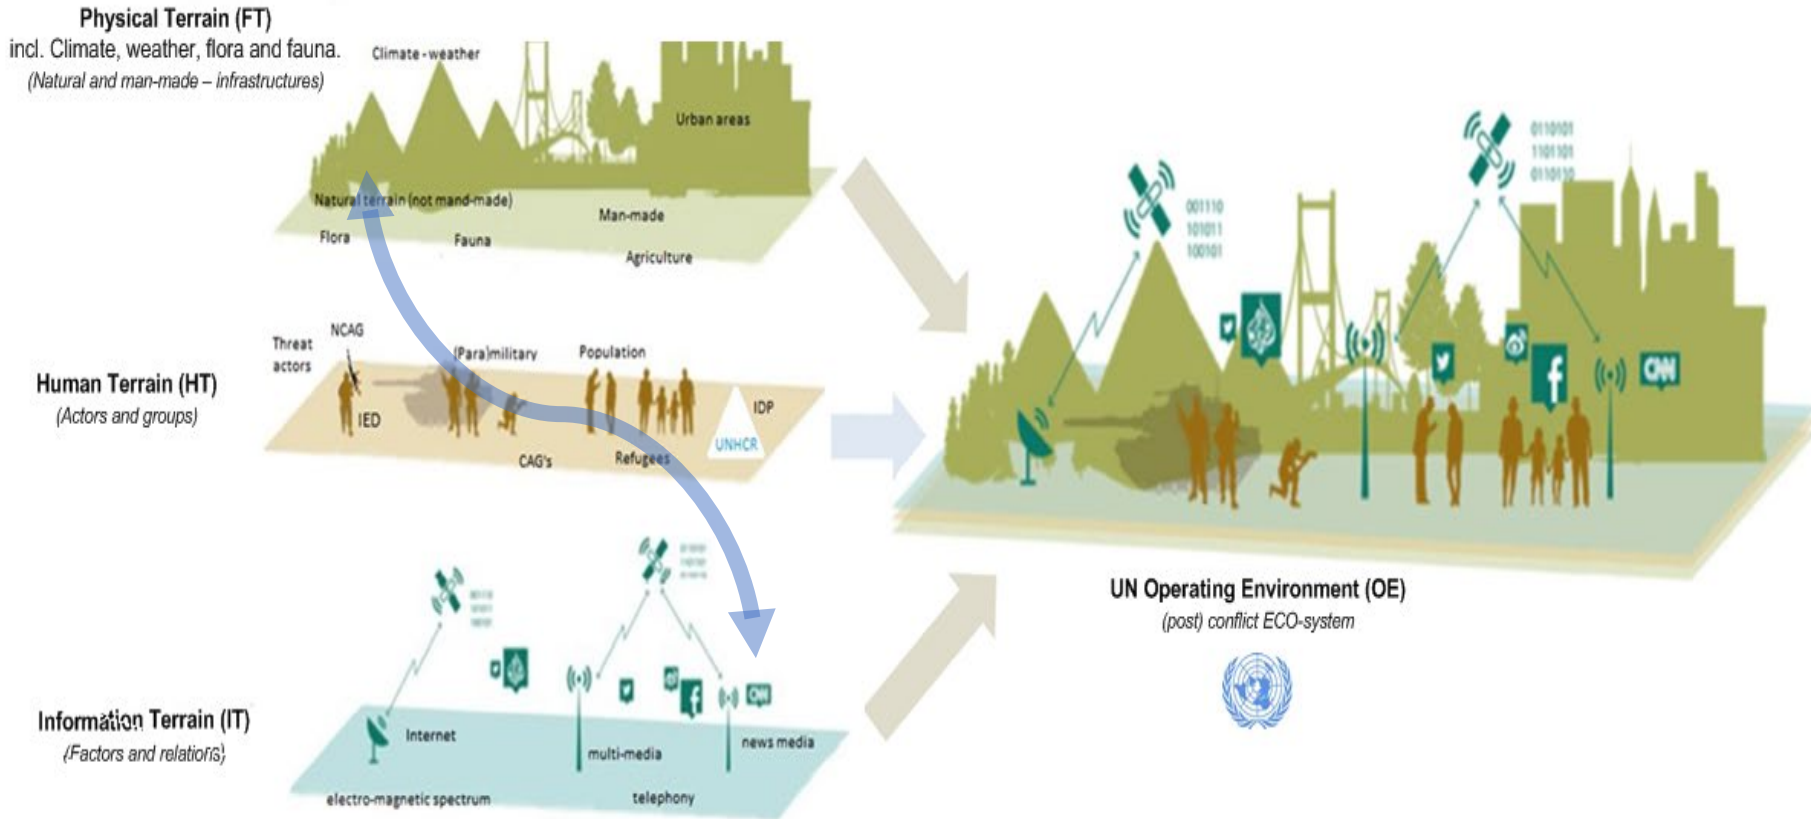 Physical Terrain (FT)
incl. Climate, weather, flora and fauna.
(Natural and man-made – infrastructures)
Climate - weather
Urban areas
Natural terrain (not mand-made)
Man-made
Flora
Fauna
Agriculture
Human Terrain (HT)
(Actors and groups)
Threat
actors
NCAG
(Para)military
Population
IED
IDP
UNHCR
CAG's
Refugees
Information Terrain (IT)
(Factors and relations)
Internet
multi-media
news media
CNN
electro-magnetic spectrum
telephony
001110
101011
100101
0110101
1101101
0110110
CNN
UN Operating Environment (OE)
(post) conflict ECO-system